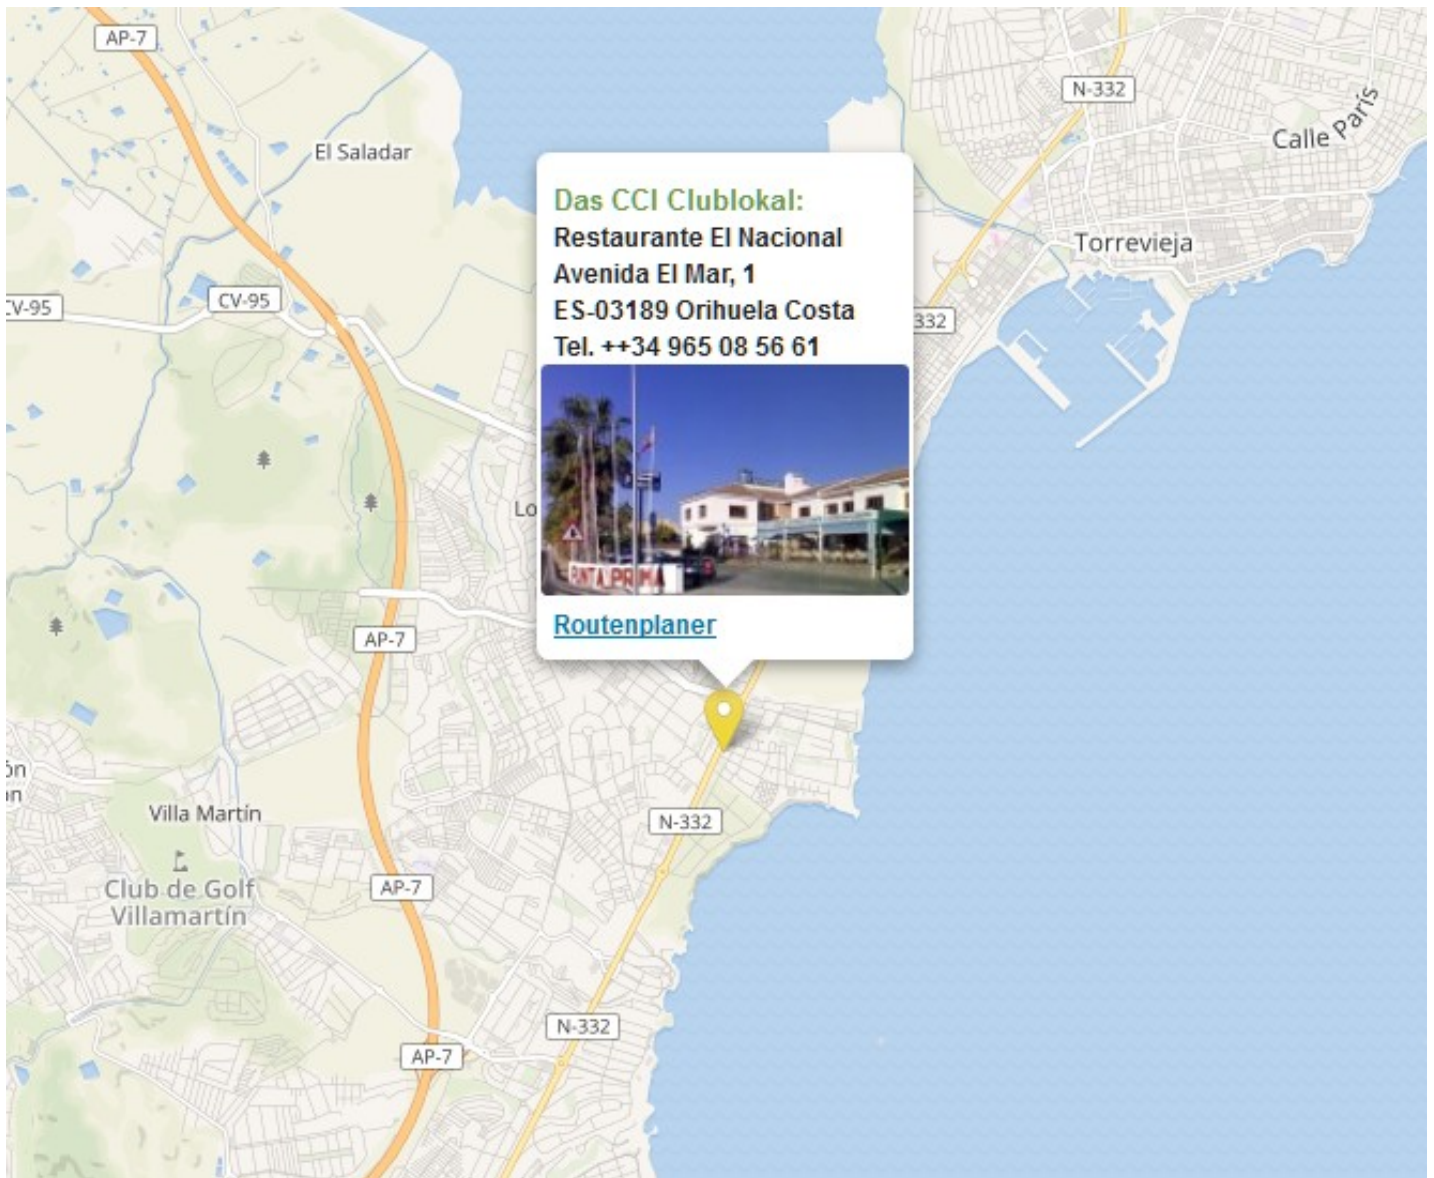 AP-7
N-332
Calle París
El Saladar
Das CCI Clublokal:
Restaurante El Nacional
Avenida El Mar, 1
ES-03189 Orihuela Costa
Tel. ++34 965 08 56 61
Torrevieja
CV-95
CV-95
332
Lo
PUNTA PRIMA
Routenplaner
AP-7
N-332
Villa Martín
Club de Golf
Villamartín
AP-7
N-332
AP-7